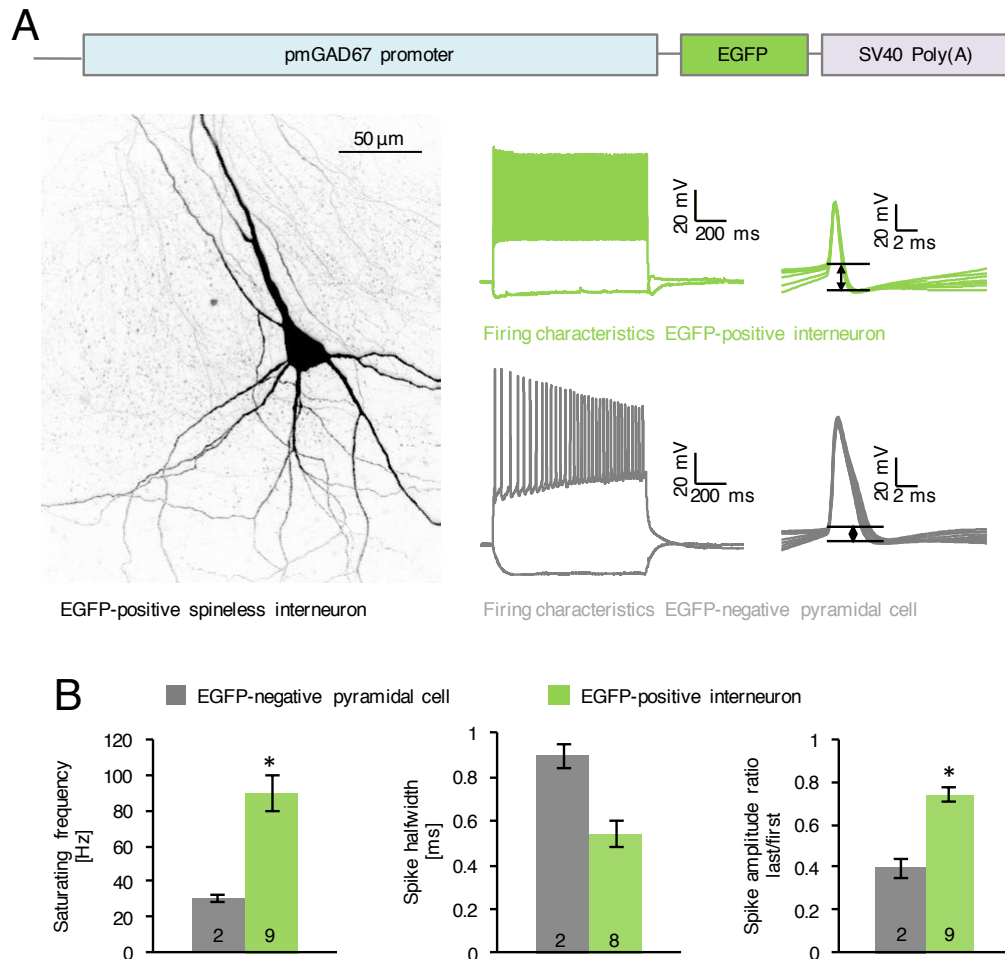 A
pmGAD67 promoter
EGFP
SV40 Poly(A)
50 µm
20 mV
200 ms
20 mV
2 ms
Firing characteristics EGFP-positive interneuron
20 mV
200 ms
20 mV
2 ms
EGFP-positive spineless interneuron
Firing characteristics EGFP-negative pyramidal cell
B
EGFP-negative pyramidal cell
EGFP-positive interneuron
Saturating frequency
[Hz]
120
100
80
60
40
20
0
*
2
9
Spike halfwidth
[ms]
1
0.8
0.6
0.4
0.2
0
2
8
Spike amplitude ratio
last/first
1
0.8
0.6
0.4
0.2
0
*
2
9